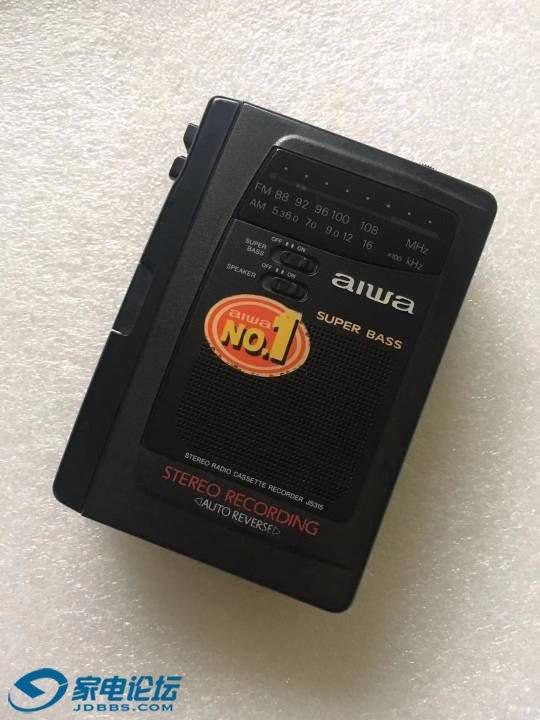 FM 88 92 96 100 108 MHz
AM 5.3 6.0 7.0 9.0 12 16 ×100 kHz
SUPER BASS OFF ON
SPEAKER OFF ON
aiwa
SUPER BASS
aiwa
NO.1
STEREO RADIO CASSETTE RECORDER JS315
STEREO RECORDING
◁AUTO REVERSE▷
家电论坛
JDBBS.COM